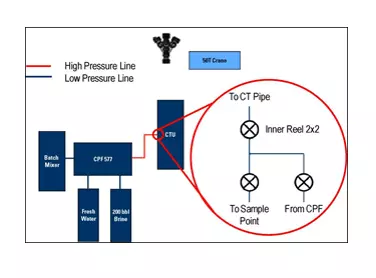 50T Crane
High Pressure Line
Low Pressure Line
To CT Pipe
Inner Reel 2x2
CTU
Batch
Mixer
CPF 577
Fresh
Water
200 bbl
Brine
To Sample
Point
From CPF